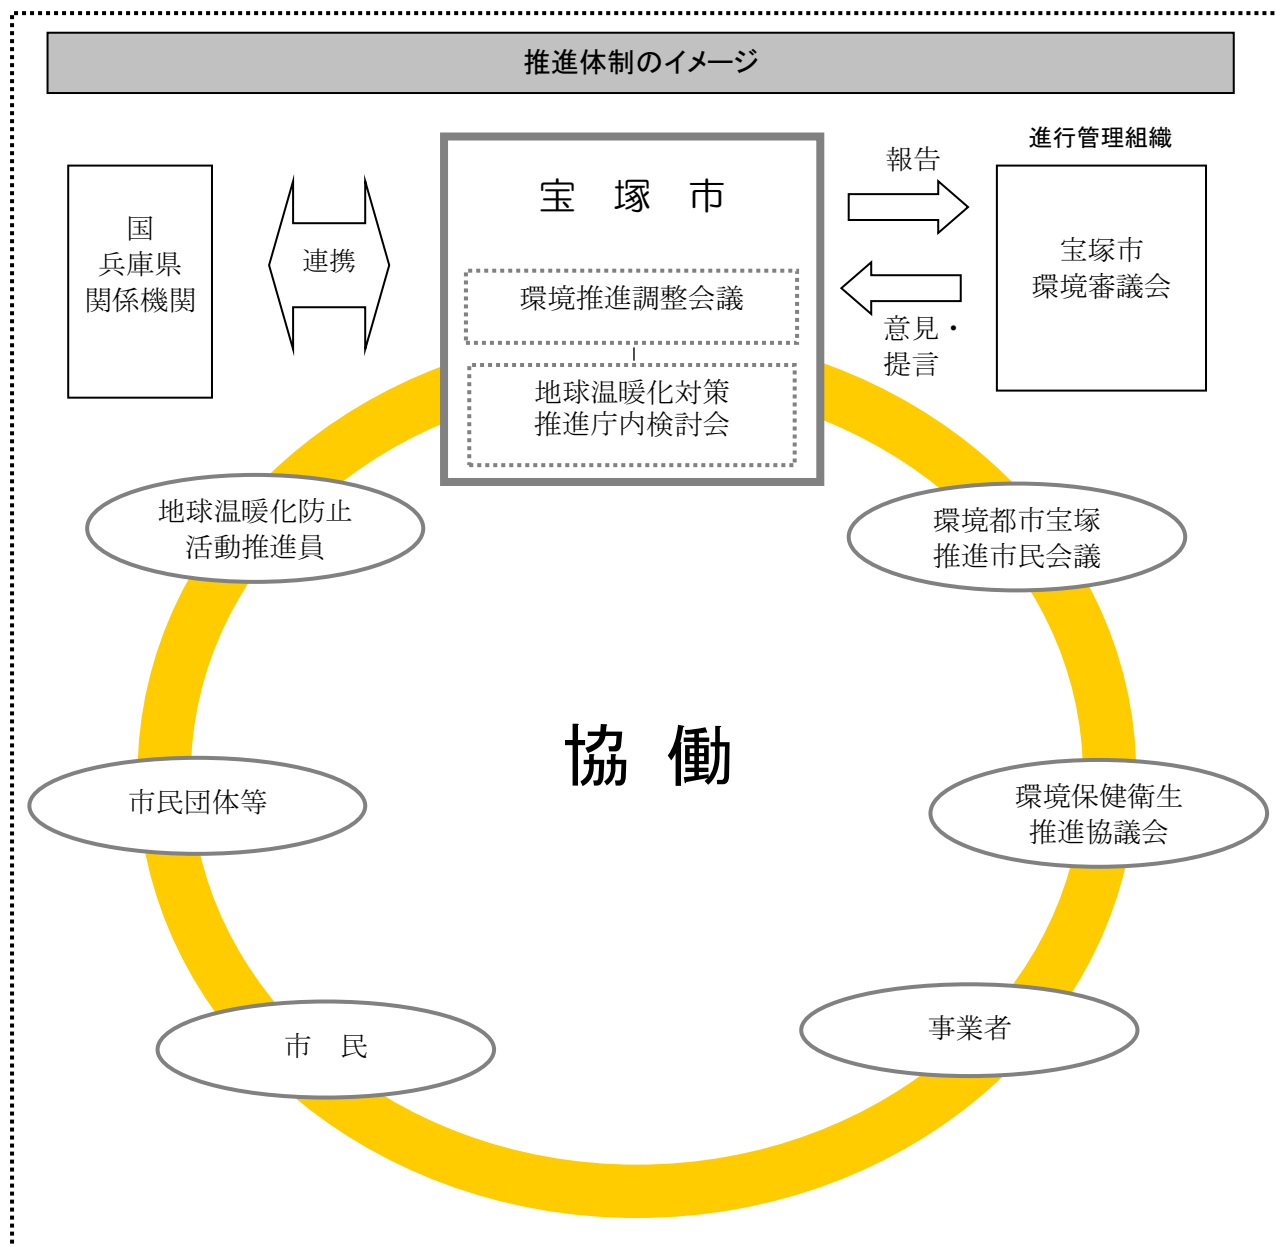 推進体制のイメージ
国
兵庫県
関係機関
連携
宝 塚 市
環境推進調整会議
地球温暖化対策
推進庁内検討会
報告
意見・
提言
進行管理組織
宝塚市
環境審議会
地球温暖化防止
活動推進員
環境都市宝塚
推進市民会議
協 働
市民団体等
環境保健衛生
推進協議会
市 民
事業者